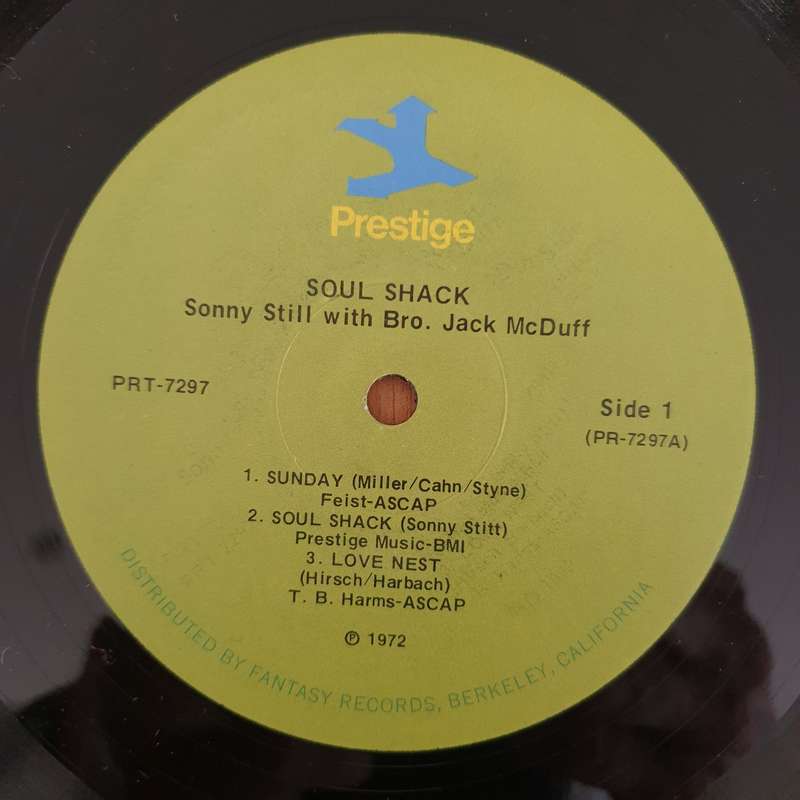 Prestige
SOUL SHACK
Sonny Still with Bro. Jack McDuff
PRT-7297
Side 1
(PR-7297A)
1. SUNDAY (Miller/Cahn/Styne)
Feist-ASCAP
2. SOUL SHACK (Sonny Stitt)
Prestige Music-BMI
3. LOVE NEST
(Hirsch/Harbach)
T. B. Harms-ASCAP
℗ 1972
DISTRIBUTED BY FANTASY RECORDS, BERKELEY, CALIFORNIA